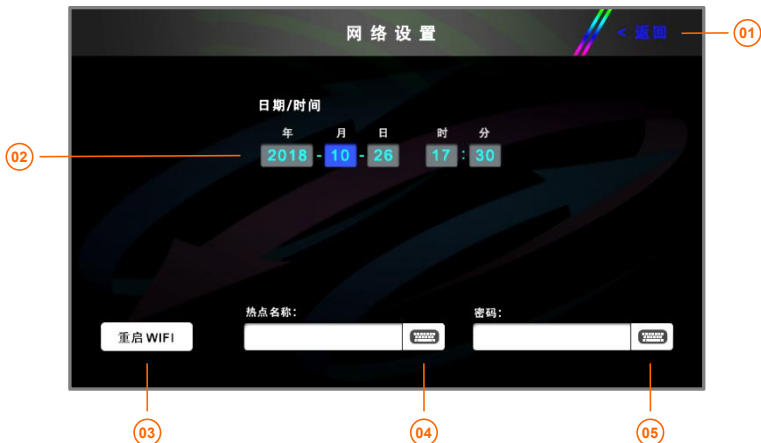 网络设置
< 返回
01
日期/时间
年 月 日 时 分
02
2018 - 10 - 26 17 : 30
热点名称: 密码:
重启 WIFI
03 04 05